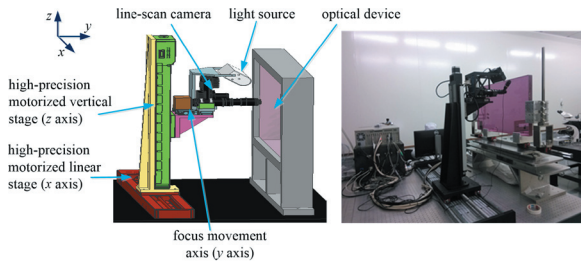 z
y
x
line-scan camera
light source
optical device
high-precision
motorized vertical
stage (z axis)
high-precision
motorized linear
stage (x axis)
focus movement
axis (y axis)